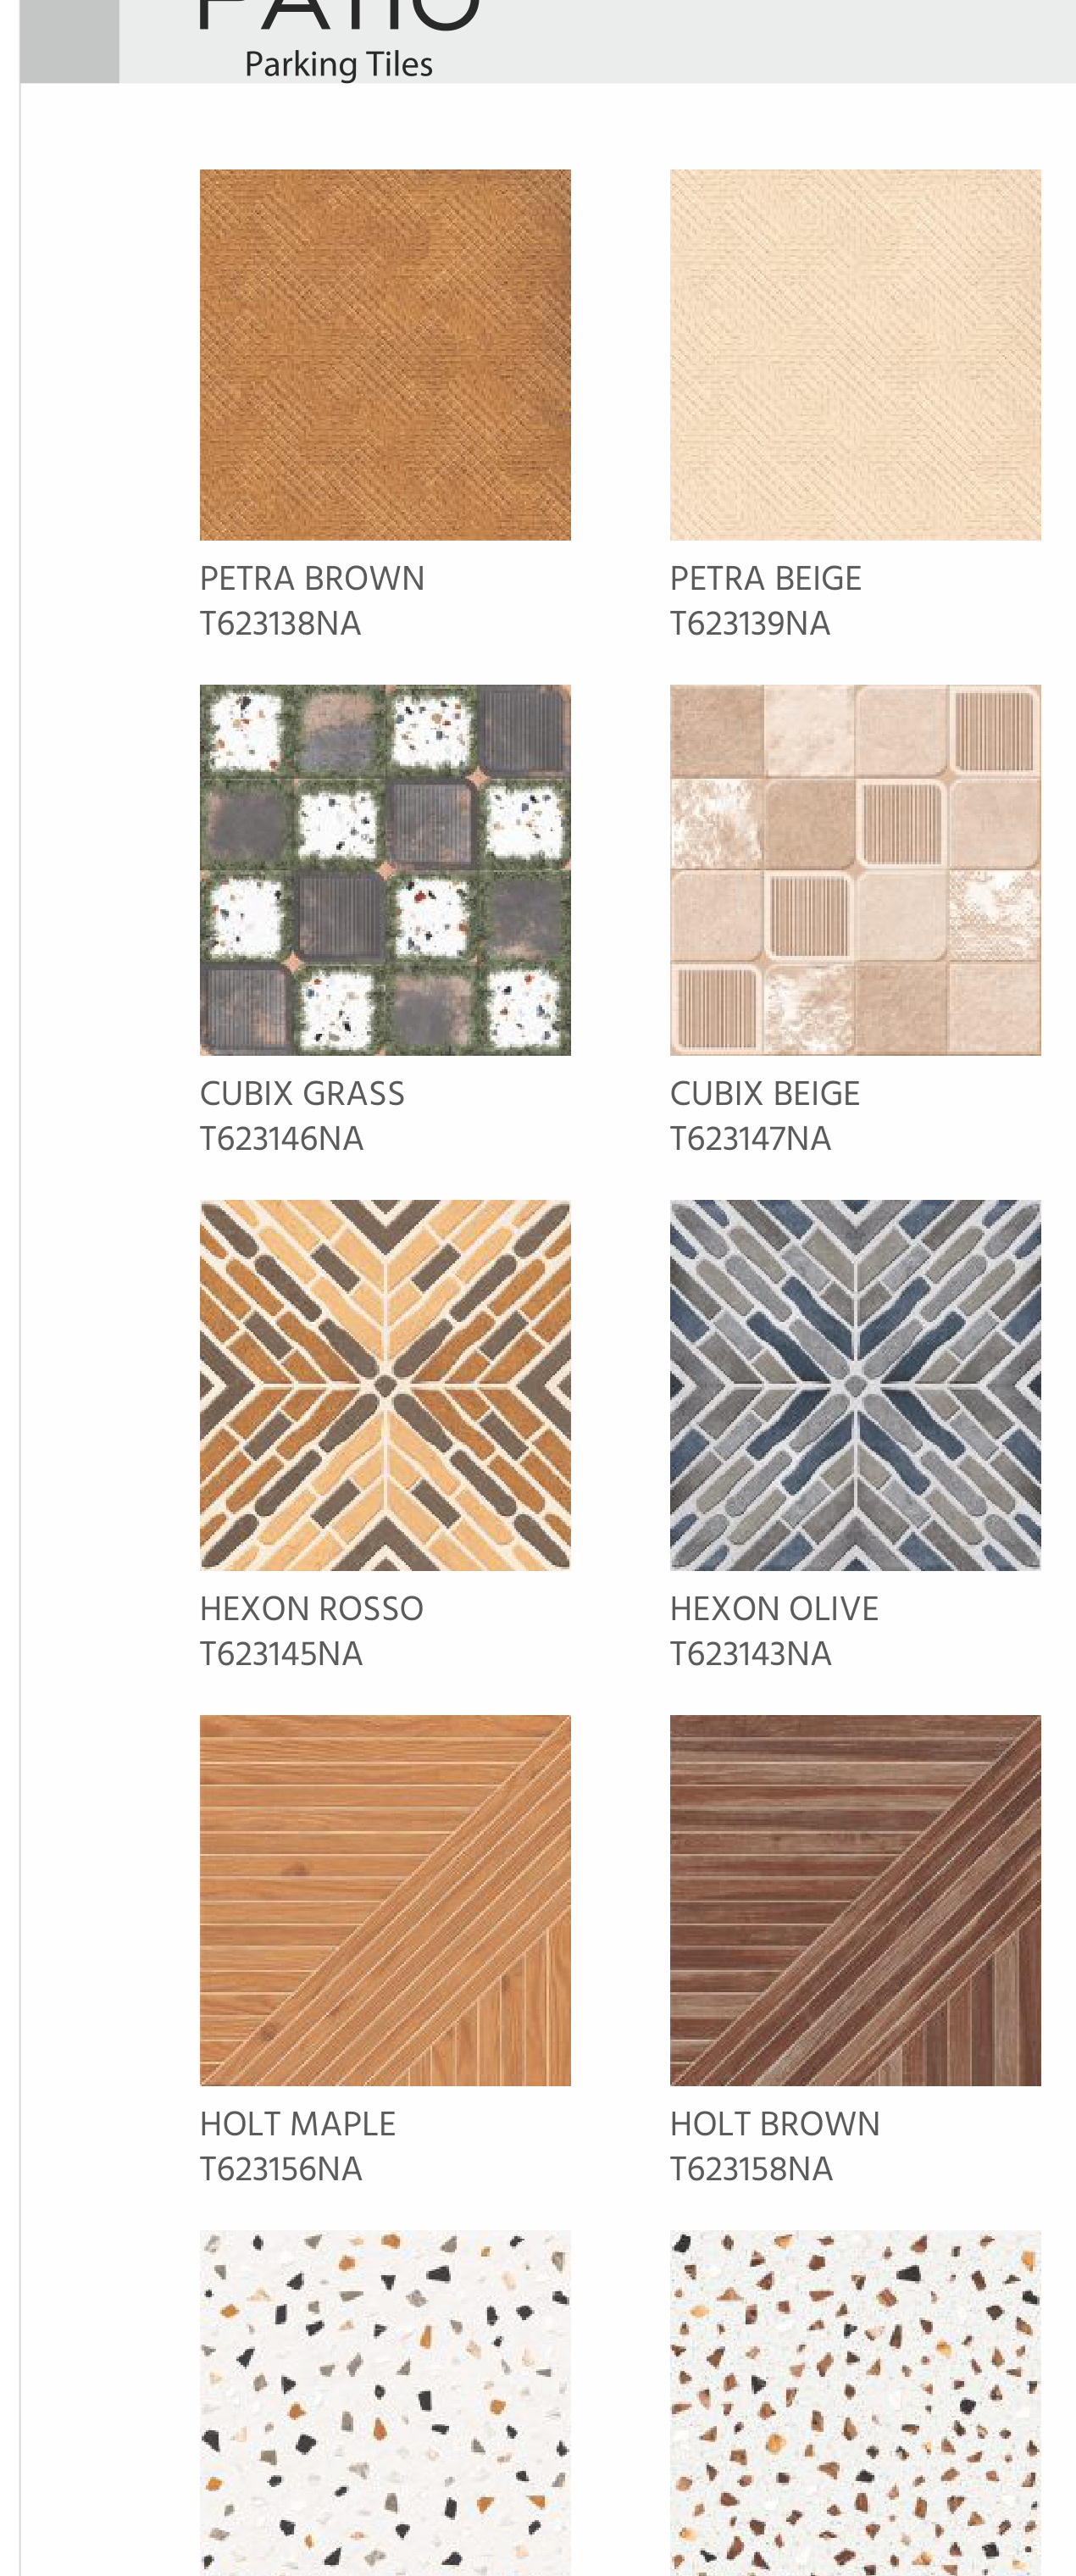 PATIO
Parking Tiles
PETRA BROWN
T623138NA
PETRA BEIGE
T623139NA
CUBIX GRASS
T623146NA
CUBIX BEIGE
T623147NA
HEXON ROSSO
T623145NA
HEXON OLIVE
T623143NA
HOLT MAPLE
T623156NA
HOLT BROWN
T623158NA